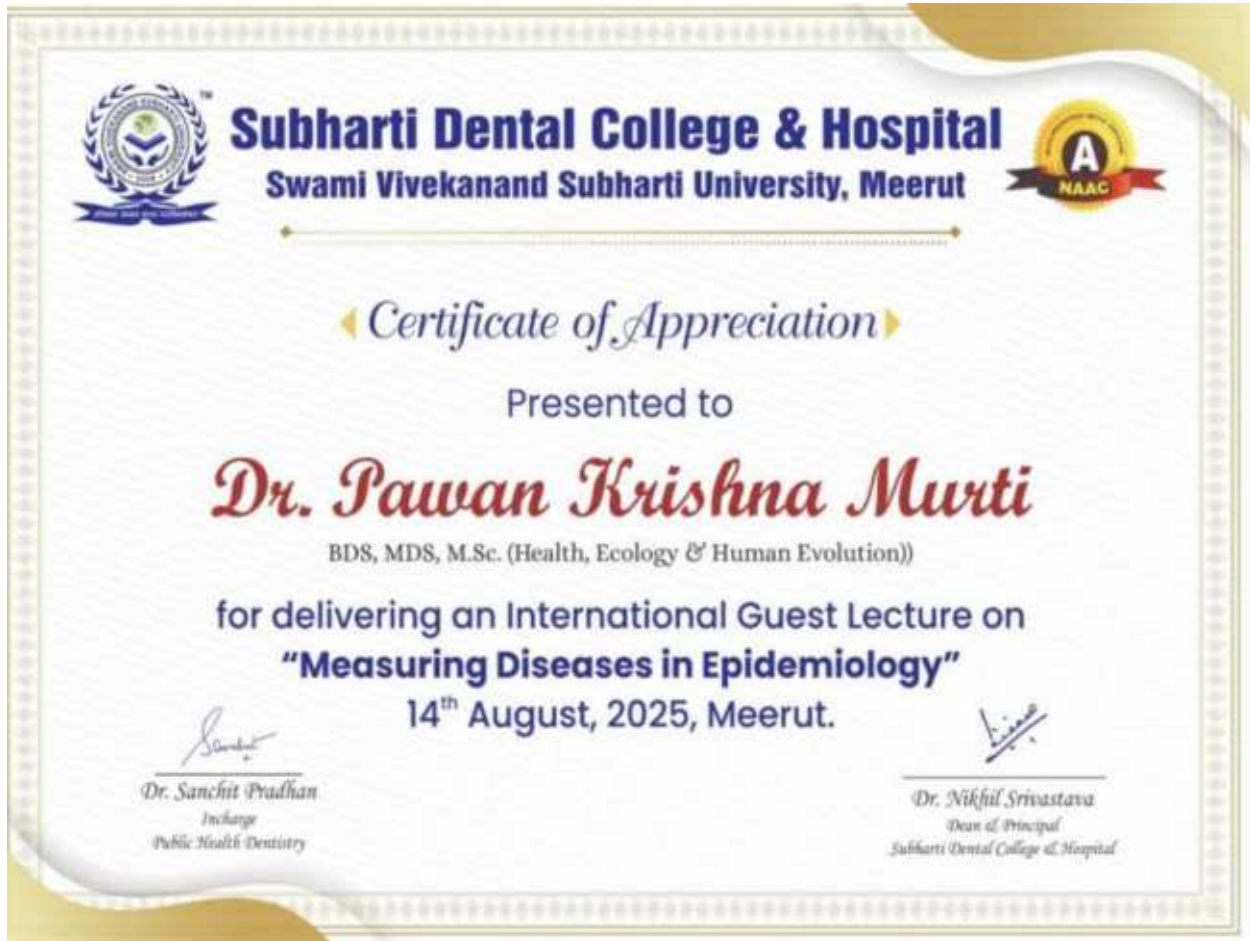 TM
Subharti Dental College & Hospital
Swami Vivekanand Subharti University, Meerut
A
NAAC
Certificate of Appreciation
Presented to
Dr. Pawan Krishna Murti
BDS, MDS, M.Sc. (Health, Ecology & Human Evolution))
for delivering an International Guest Lecture on
“Measuring Diseases in Epidemiology”
14th August, 2025, Meerut.
Dr. Sanchit Pradhan
Incharge
Public Health Dentistry
Dr. Nikhil Srivastava
Dean & Principal
Subharti Dental College & Hospital